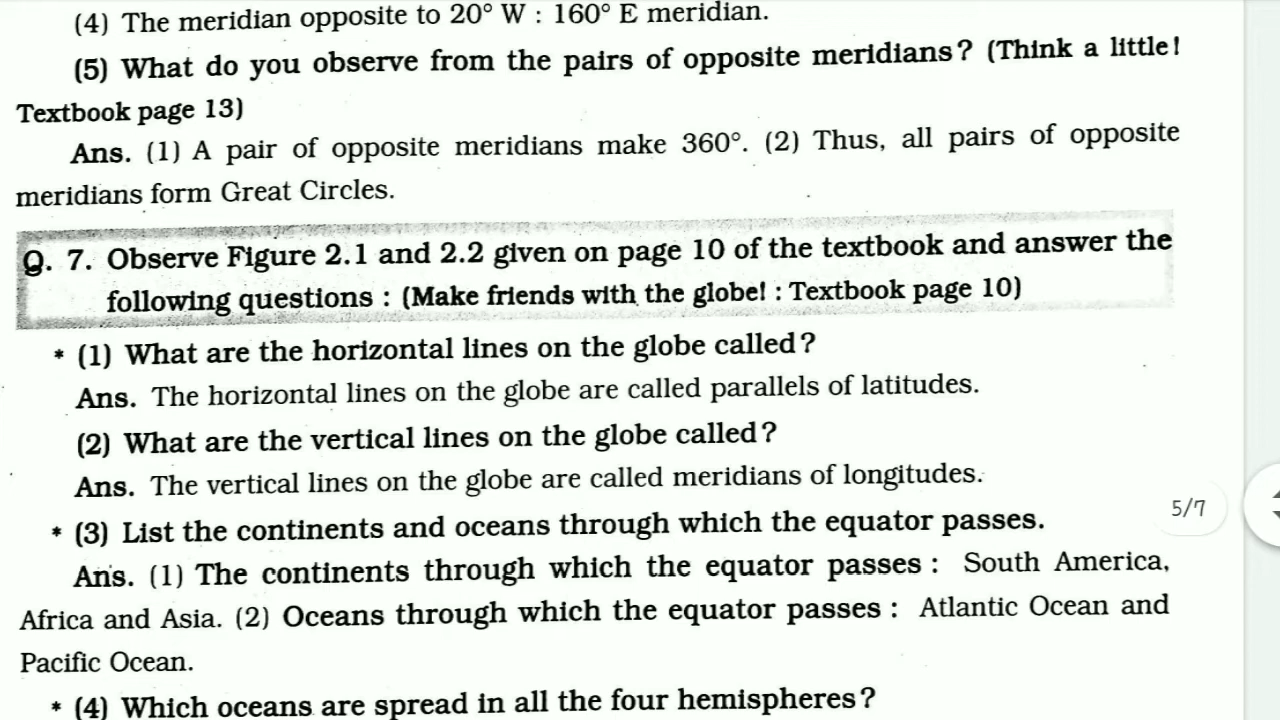 (4) The meridian opposite to 20° W : 160° E meridian.
(5) What do you observe from the pairs of opposite meridians? (Think a little!
Textbook page 13)
Ans. (1) A pair of opposite meridians make 360°. (2) Thus, all pairs of opposite
meridians form Great Circles.
Q. 7. Observe Figure 2.1 and 2.2 given on page 10 of the textbook and answer the
following questions : (Make friends with the globe! : Textbook page 10)
* (1) What are the horizontal lines on the globe called?
Ans. The horizontal lines on the globe are called parallels of latitudes.
(2) What are the vertical lines on the globe called?
Ans. The vertical lines on the globe are called meridians of longitudes.
* (3) List the continents and oceans through which the equator passes.
Ans. (1) The continents through which the equator passes : South America,
Africa and Asia. (2) Oceans through which the equator passes : Atlantic Ocean and
Pacific Ocean.
* (4) Which oceans are spread in all the four hemispheres?
5/7